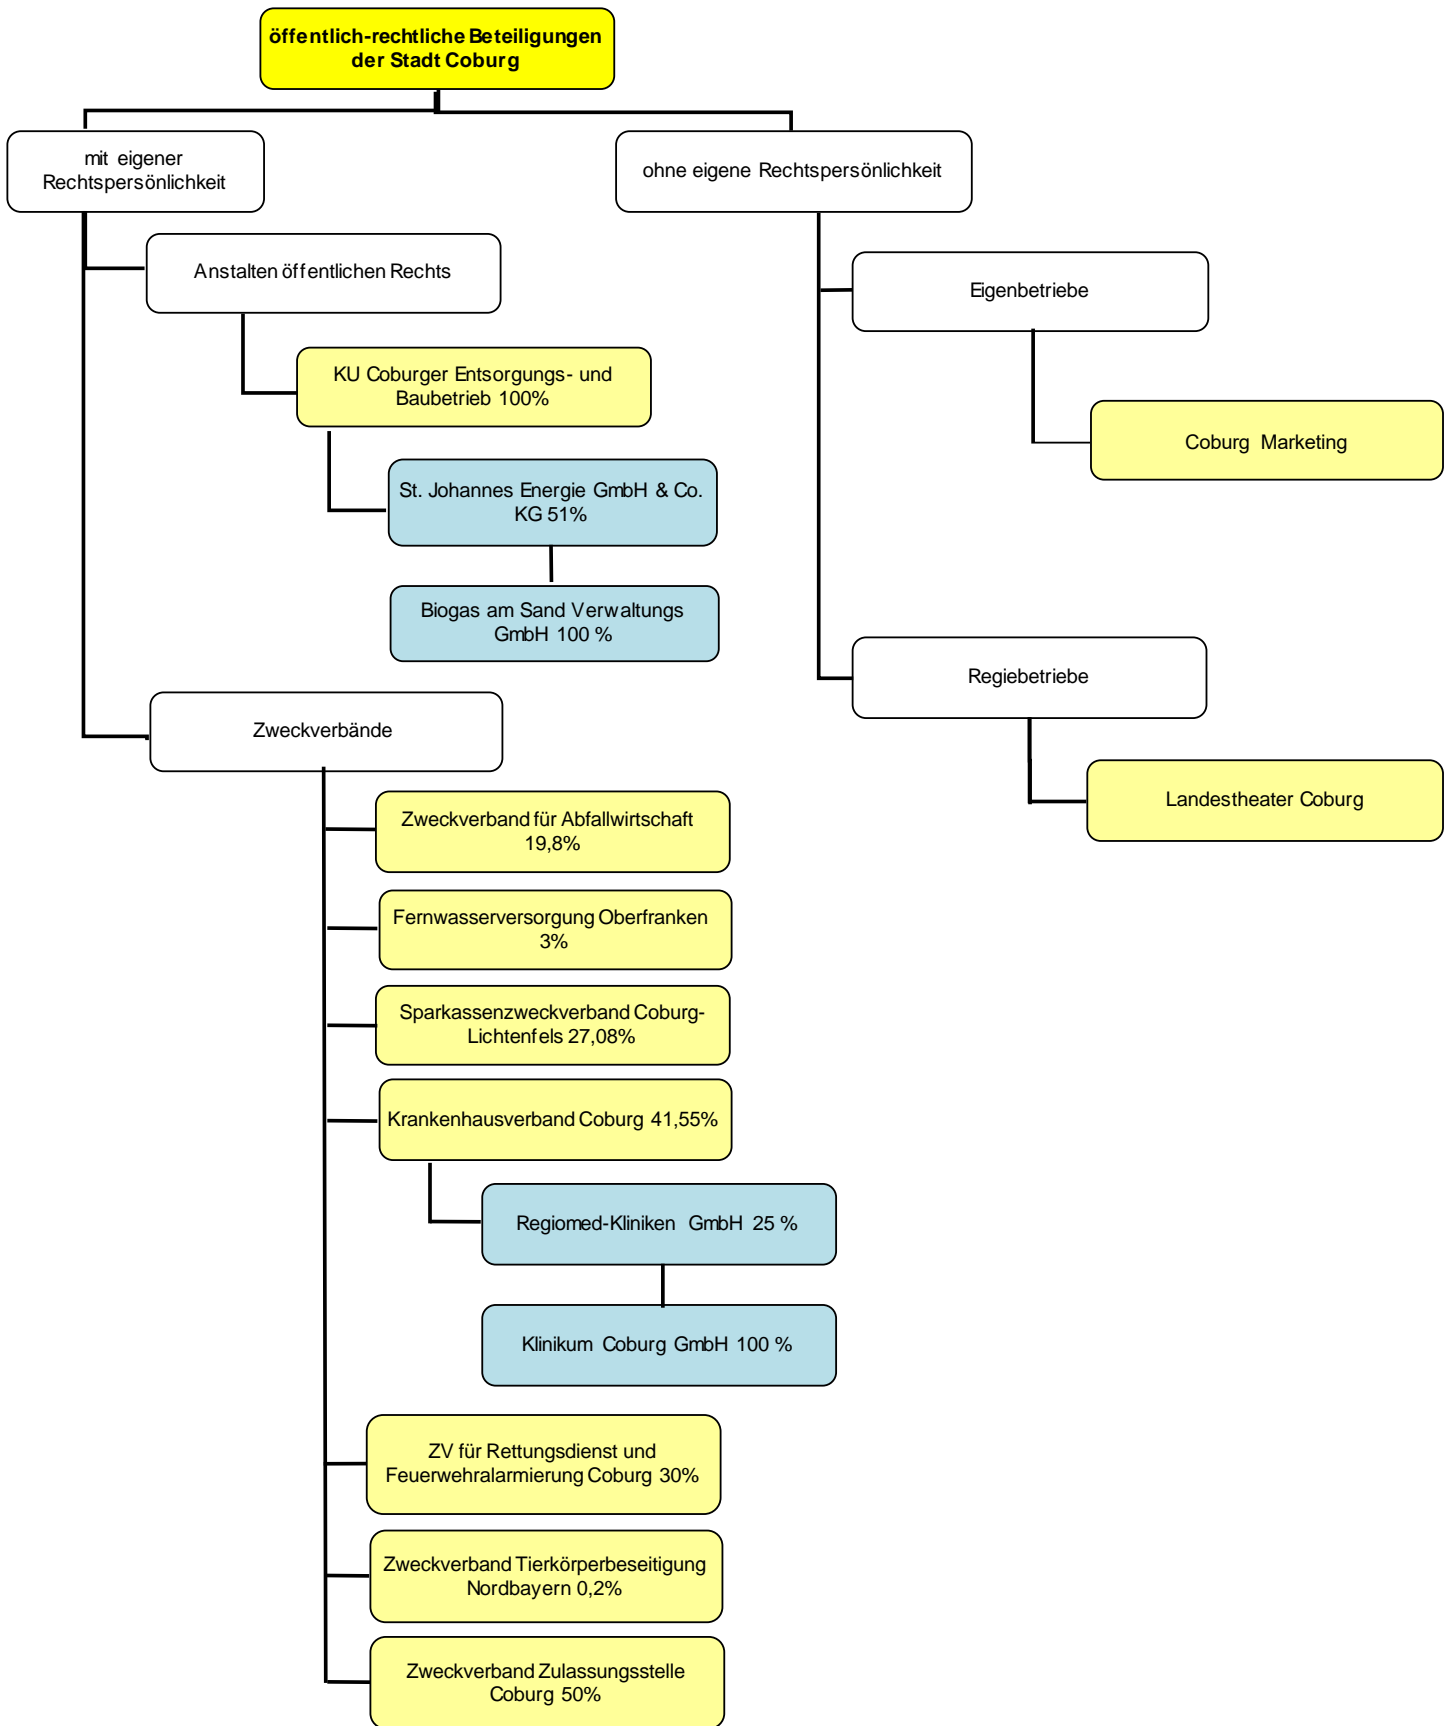 öffentlich-rechtliche Beteiligungen
der Stadt Coburg
mit eigener
Rechtspersönlichkeit
ohne eigene Rechtspersönlichkeit
Anstalten öffentlichen Rechts
Eigenbetriebe
KU Coburger Entsorgungs- und
Baubetrieb 100%
Coburg Marketing
St. Johannes Energie GmbH & Co.
KG 51%
Biogas am Sand Verwaltungs
GmbH 100 %
Regiebetriebe
Zweckverbände
Landestheater Coburg
Zweckverband für Abfallwirtschaft
19,8%
Fernwasserversorgung Oberfranken
3%
Sparkassenzweckverband Coburg-
Lichtenfels 27,08%
Krankenhausverband Coburg 41,55%
Regiomed-Kliniken GmbH 25 %
Klinikum Coburg GmbH 100 %
ZV für Rettungsdienst und
Feuerwehralarmierung Coburg 30%
Zweckverband Tierkörperbeseitigung
Nordbayern 0,2%
Zweckverband Zulassungsstelle
Coburg 50%